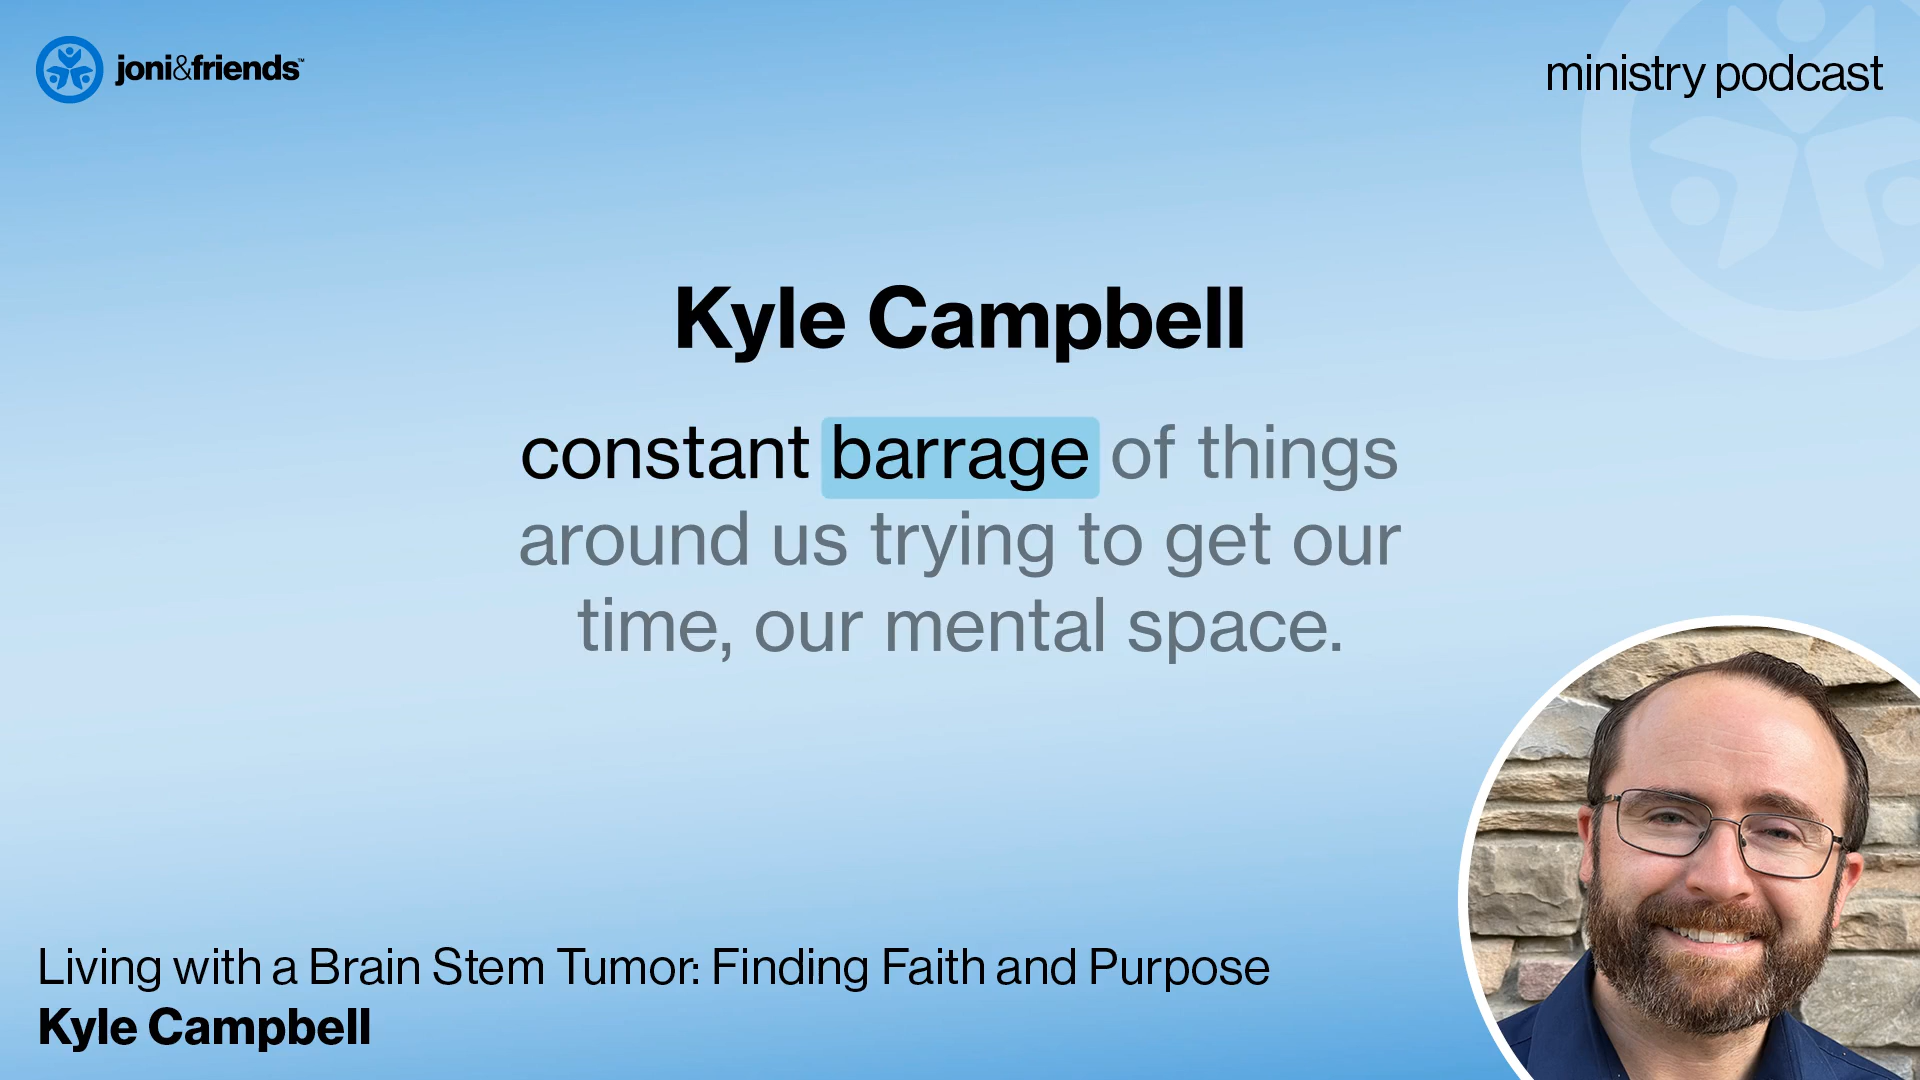 joni&friends™
ministry podcast
Kyle Campbell
constant barrage of things
around us trying to get our
time, our mental space.
Living with a Brain Stem Tumor: Finding Faith and Purpose
Kyle Campbell